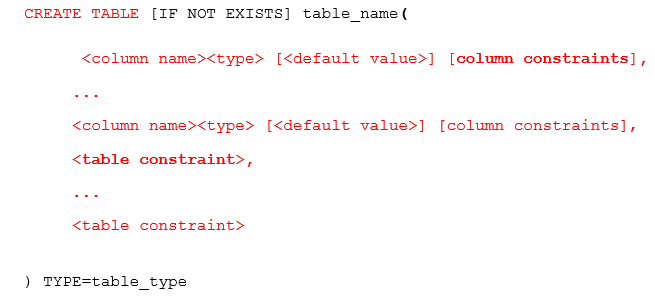 CREATE TABLE [IF NOT EXISTS] table_name(
<column name><type> [<default value>] [column constraints],
...
<column name><type> [<default value>] [column constraints],
<table constraint>,
...
<table constraint>
) TYPE=table_type